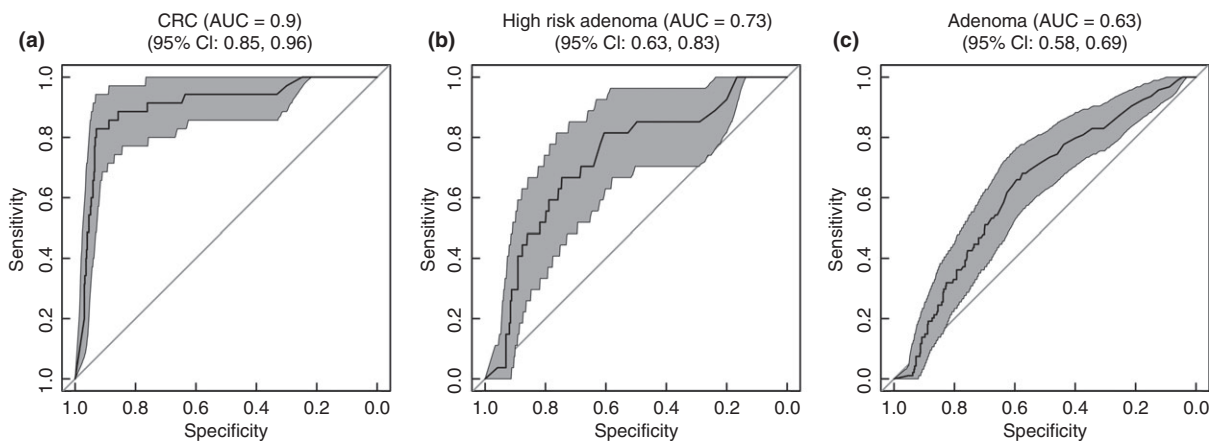 (a)
CRC (AUC = 0.9)
(95% CI: 0.85, 0.96)
Sensitivity
1.0
0.8
0.6
0.4
0.2
1.0
1.0 0.8 0.6 0.4 0.2 0.0
Specificity
(b)
High risk adenoma (AUC = 0.73)
(95% CI: 0.63, 0.83)
Sensitivity
1.0
0.8
0.6
0.4
0.2
0.0
1.0 0.8 0.6 0.4 0.2 0.0
Specificity
(c)
Adenoma (AUC = 0.63)
(95% CI: 0.58, 0.69)
Sensitivity
1.0
0.8
0.6
0.4
0.2
0.0
1.0 0.8 0.6 0.4 0.2 0.0
Specificity